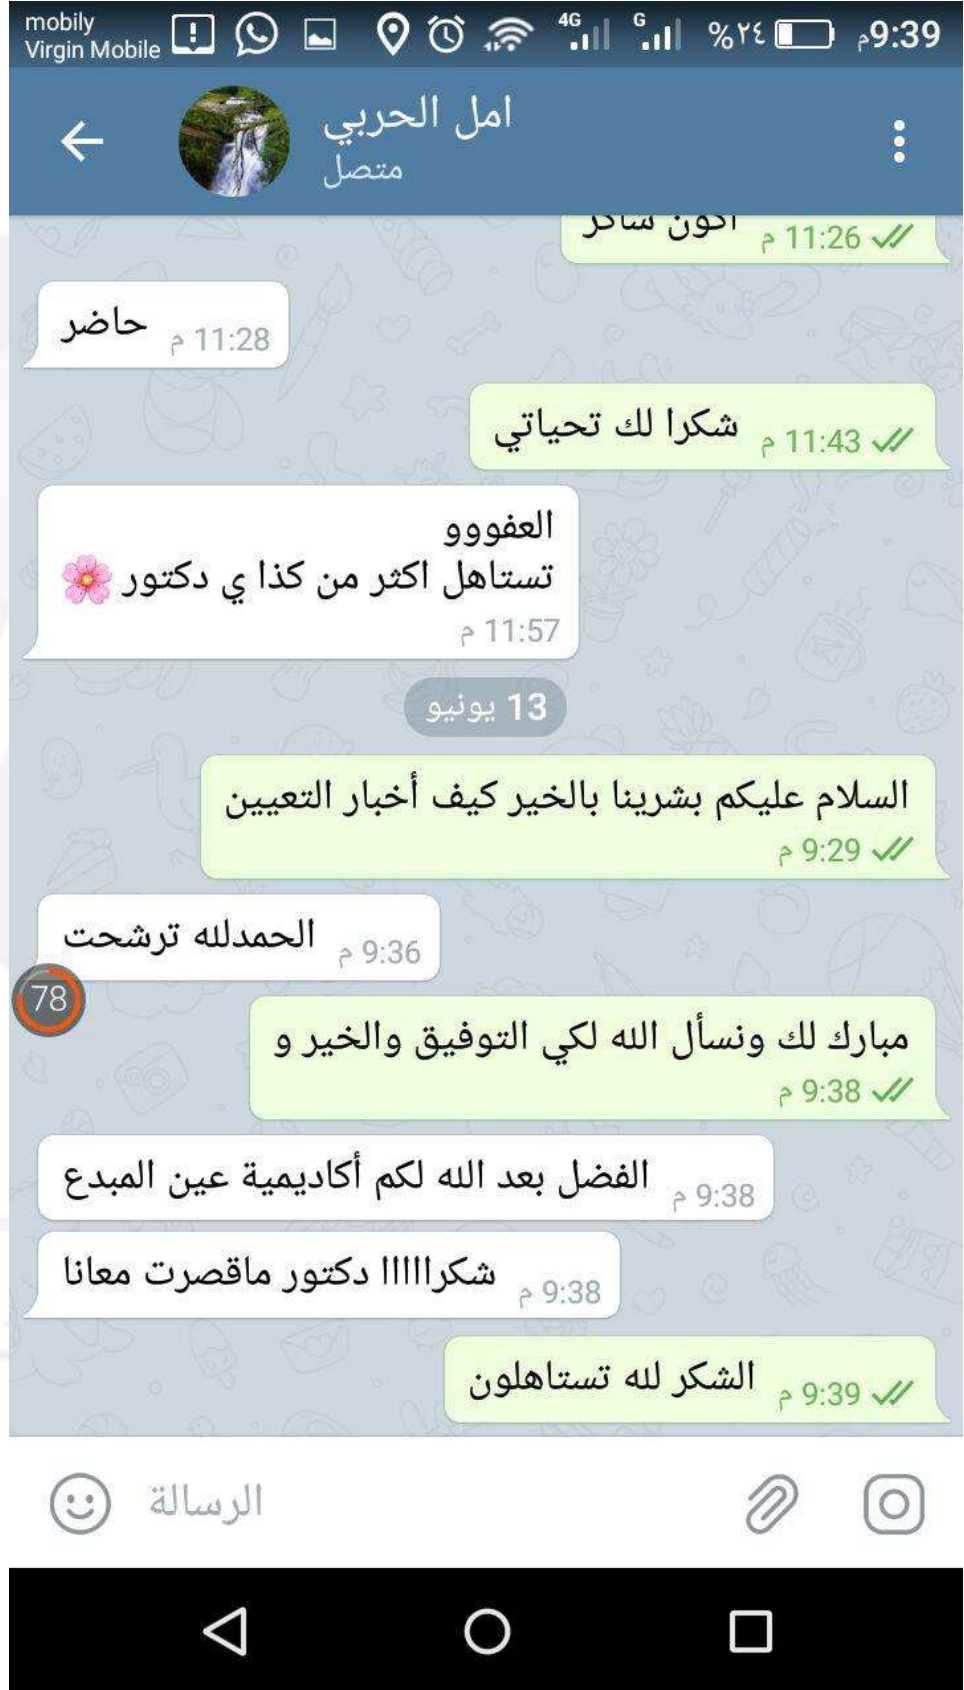 mobily
Virgin Mobile
4G
G
%٢٤
9:39م
امل الحربي
متصل
اكون شاكر
11:26 م
حاضر
11:28 م
شكرا لك تحياتي
11:43 م
العفووو
تستاهل اكثر من كذا ي دكتور 🌸
11:57 م
13 يونيو
السلام عليكم بشرينا بالخير كيف أخبار التعيين
9:29 م
الحمدلله ترشحت
9:36 م
78
مبارك لك ونسأل الله لكي التوفيق والخير و
9:38 م
الفضل بعد الله لكم أكاديمية عين المبدع
9:38 م
شكراااااا دكتور ماقصرت معانا
9:38 م
الشكر لله تستاهلون
9:39 م
الرسالة